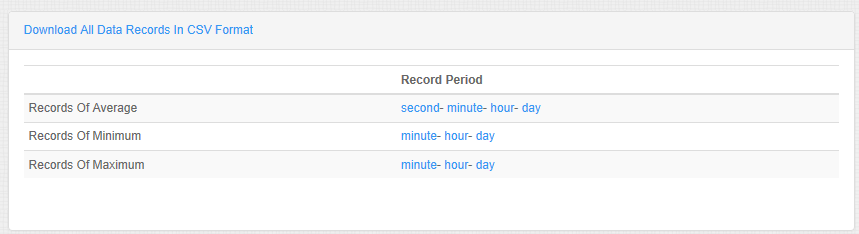 Download All Data Records In CSV Format
Record Period
Records Of Average second- minute- hour- day
Records Of Minimum minute- hour- day
Records Of Maximum minute- hour- day